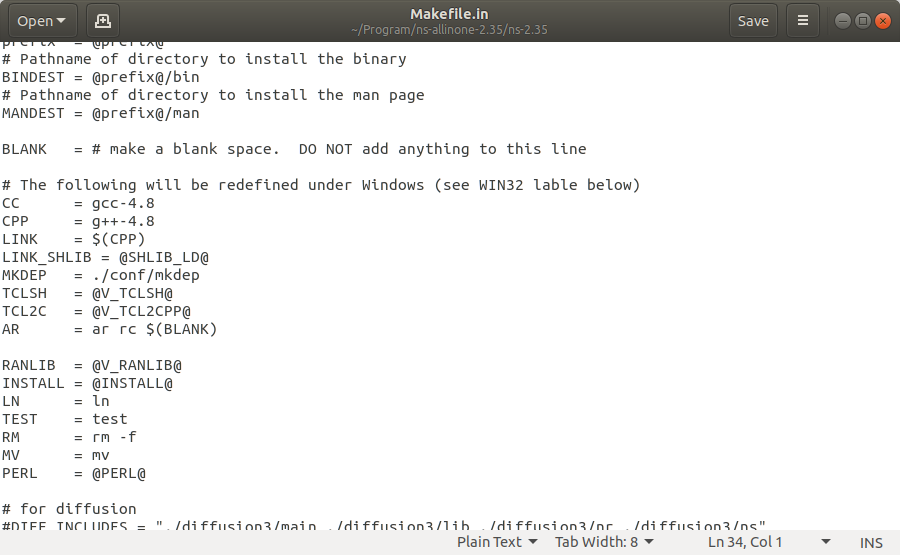 Open
Makefile.in
~/Program/ns-allinone-2.35/ns-2.35
Save
prefix = @prefix@
# Pathname of directory to install the binary
BINDEST = @prefix@/bin
# Pathname of directory to install the man page
MANDEST = @prefix@/man
BLANK   = # make a blank space.  DO NOT add anything to this line
# The following will be redefined under Windows (see WIN32 lable below)
CC      = gcc-4.8
CPP     = g++-4.8
LINK    = $(CPP)
LINK_SHLIB = @SHLIB_LD@
MKDEP   = ./conf/mkdep
TCLSH   = @V_TCLSH@
TCL2C   = @V_TCL2CPP@
AR      = ar rc $(BLANK)
RANLIB  = @V_RANLIB@
INSTALL = @INSTALL@
LN      = ln
TEST    = test
RM      = rm -f
MV      = mv
PERL    = @PERL@
# for diffusion
#DIFF_INCLUDES = "./diffusion3/main ./diffusion3/lib ./diffusion3/nr ./diffusion3/ns"
Plain Text
Tab Width: 8
Ln 34, Col 1
INS